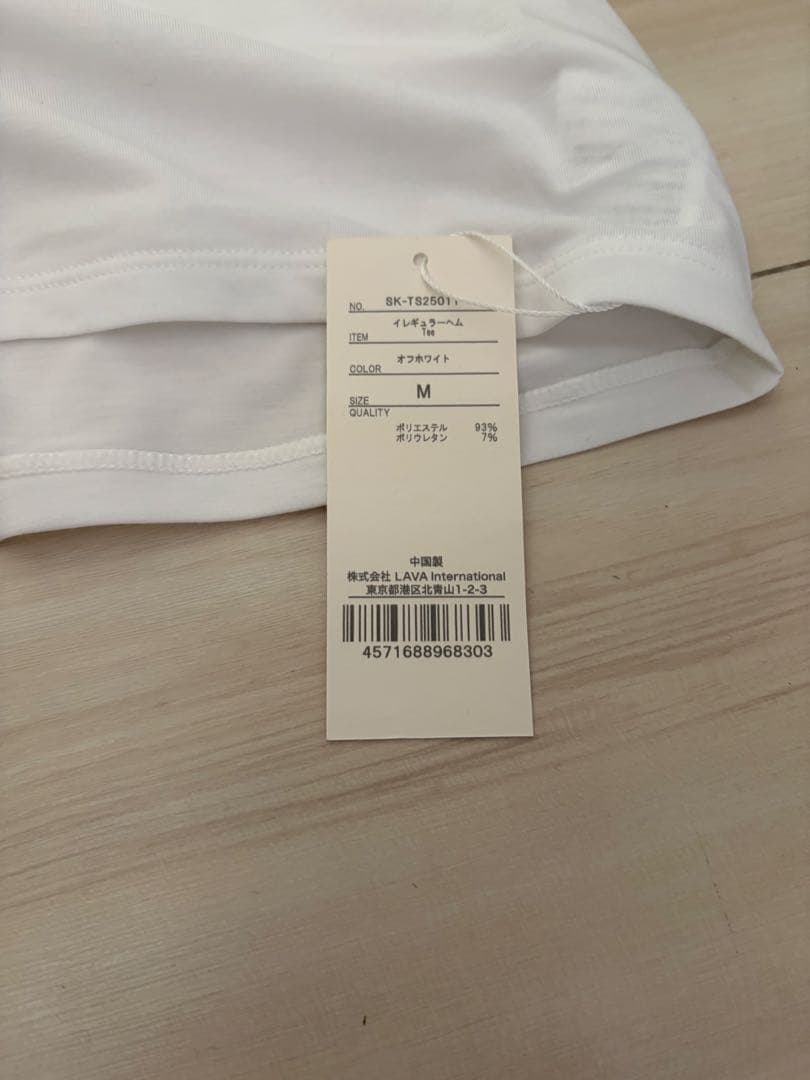 NO. SK-TS25011
イレギュラーヘム
ITEM Tee
COLOR オフホワイト
SIZE M
QUALITY
ポリエステル 93%
ポリウレタン 7%
中国製
株式会社 LAVA International
東京都港区北青山1-2-3
4571688968303